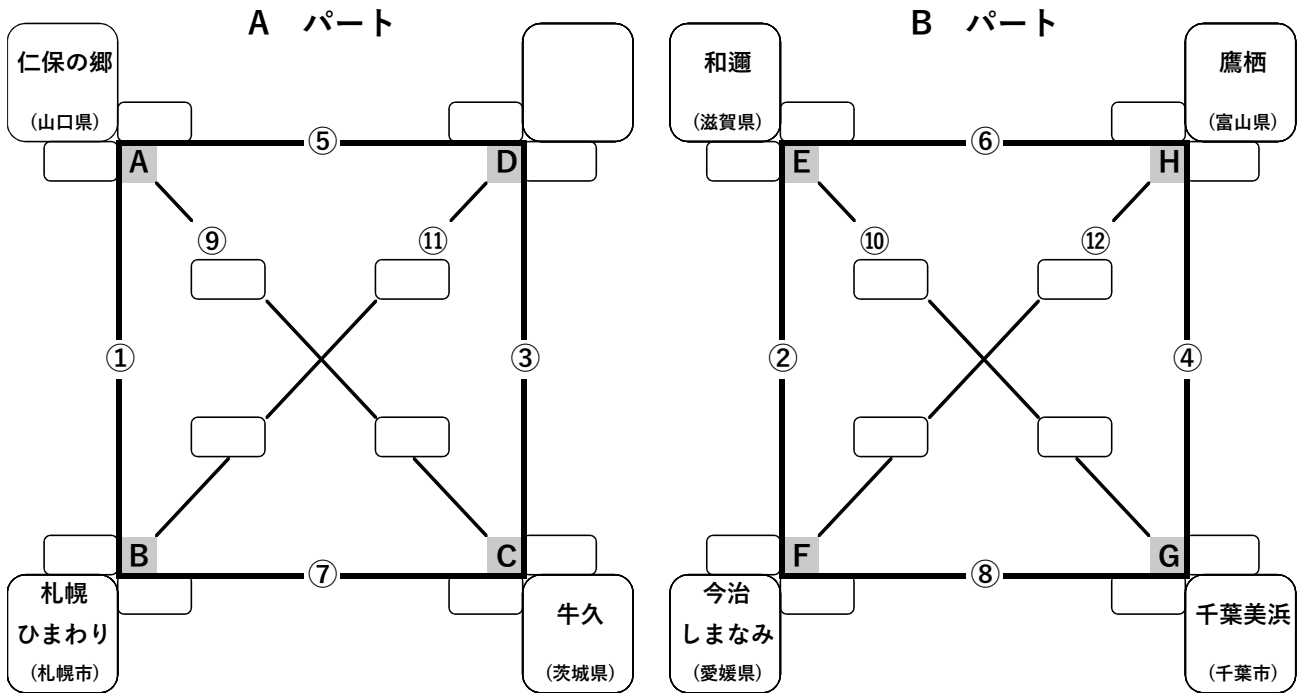 A パート
仁保の郷
(山口県)
A
⑤
D
⑨
⑪
①
③
B
⑦
C
札幌
ひまわり
(札幌市)
牛久
(茨城県)
B パート
和邇
(滋賀県)
鷹栖
(富山県)
E
⑥
H
⑩
⑫
②
④
F
⑧
G
今治
しまなみ
(愛媛県)
千葉美浜
(千葉市)